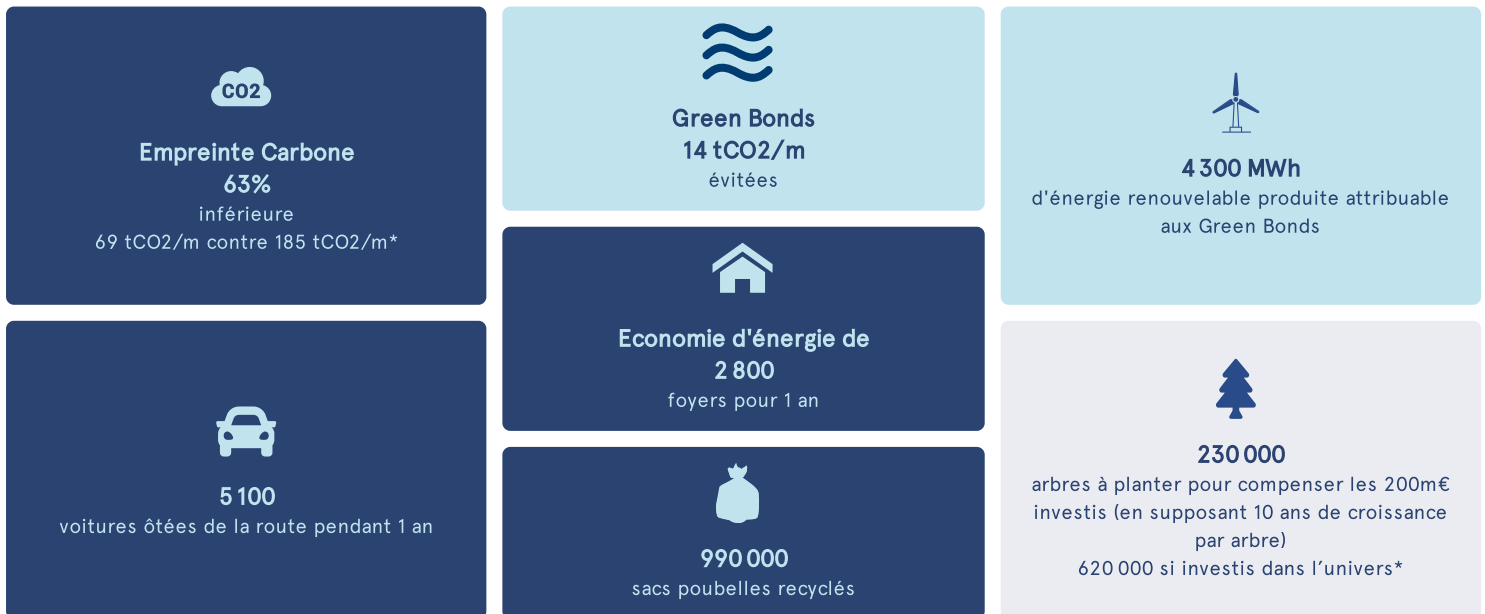 CO2
Empreinte Carbone
63%
inférieure
69 tCO2/m contre 185 tCO2/m*
5 100
voitures ôtées de la route pendant 1 an
Green Bonds
14 tCO2/m
évitées
Economie d'énergie de
2 800
foyers pour 1 an
990 000
sacs poubelles recyclés
4 300 MWh
d'énergie renouvelable produite attribuable
aux Green Bonds
230 000
arbres à planter pour compenser les 200m€
investis (en supposant 10 ans de croissance
par arbre)
620 000 si investis dans l’univers*